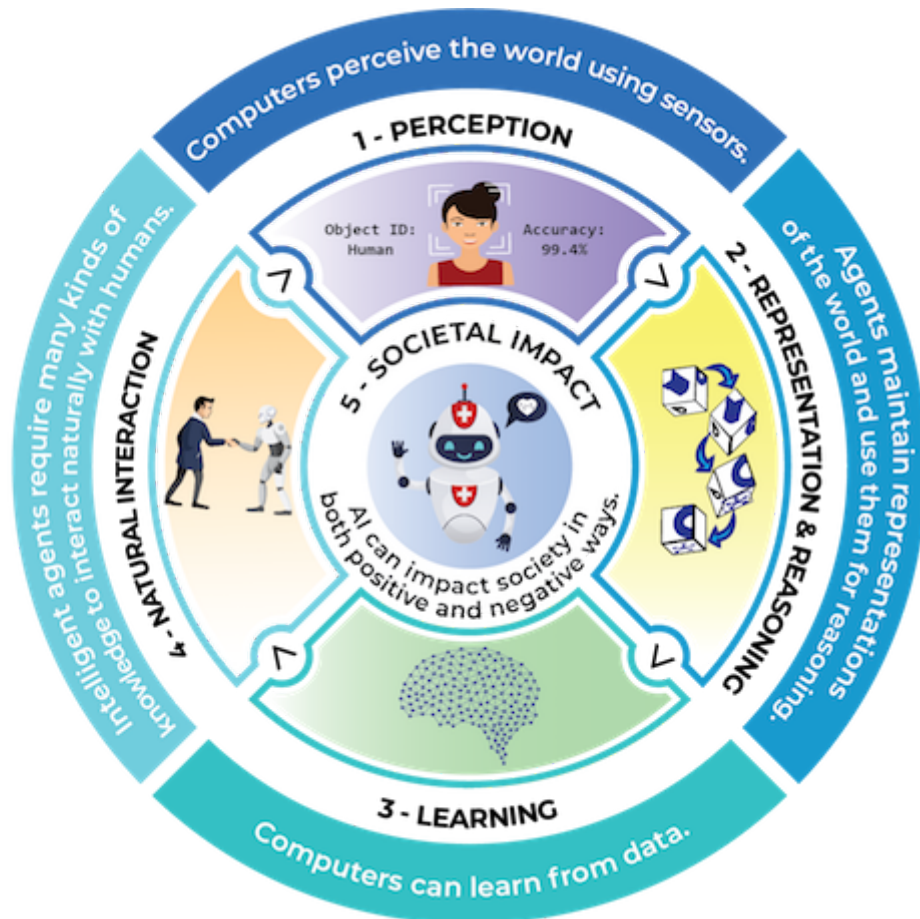 Computers perceive the world using sensors.
1 - PERCEPTION
Object ID:
Human
Accuracy:
99.4%
Agents maintain representations
of the world and use them for reasoning.
2 - REPRESENTATION & REASONING
3 - LEARNING
Computers can learn from data.
Intelligent agents require many kinds of
knowledge to interact naturally with humans.
4 - NATURAL INTERACTION
5 - SOCIETAL IMPACT
AI can impact society in
both positive and negative ways.